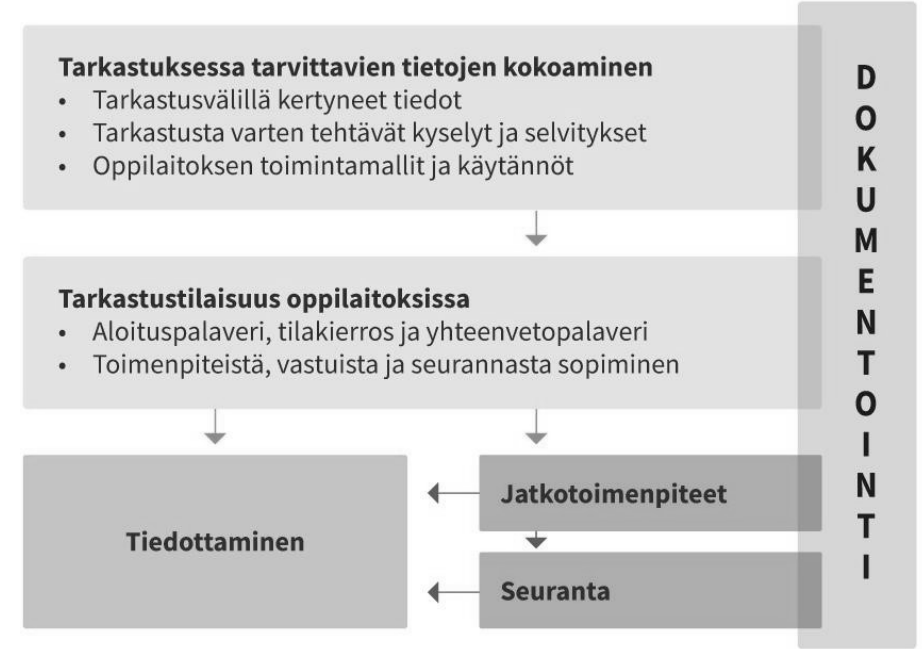 Tarkastuksessa tarvittavien tietojen kokoaminen
• Tarkastusvälillä kertyneet tiedot
• Tarkastusta varten tehtävät kyselyt ja selvitykset
• Oppilaitoksen toimintamallit ja käytännöt
Tarkastustilaisuus oppilaitoksissa
• Aloituspalaveri, tilakierros ja yhteenvetopalaveri
• Toimenpiteistä, vastuista ja seurannasta sopiminen
Tiedottaminen
Jatkotoimenpiteet
Seuranta
DOKUMENTOINTI